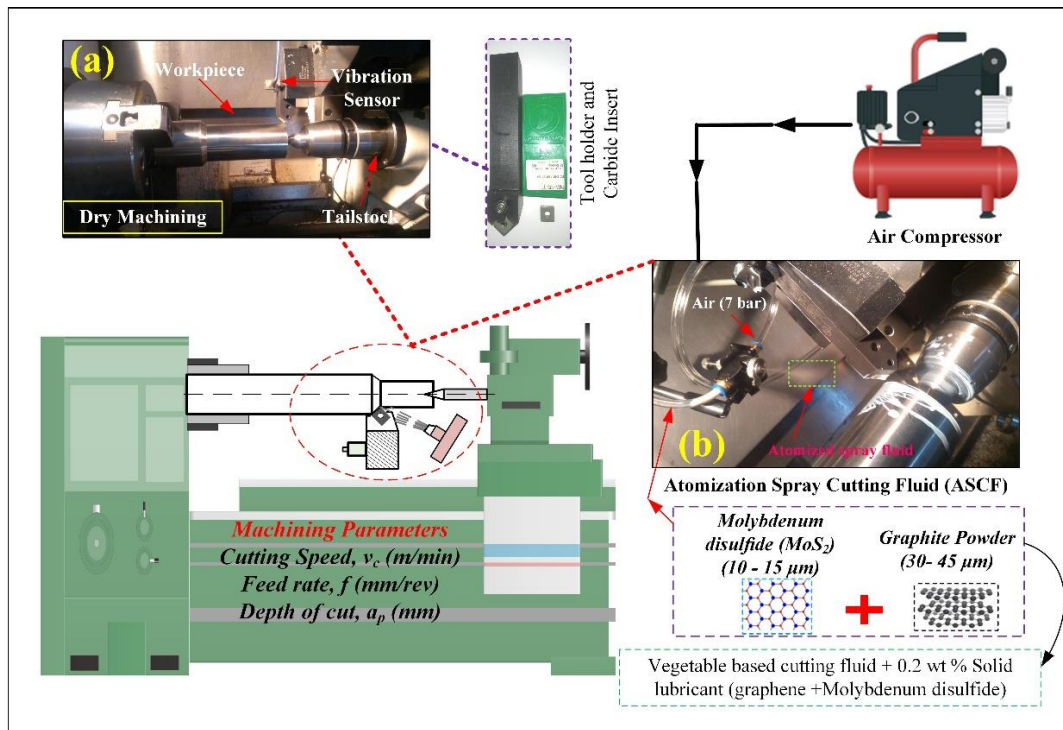 (a)
Workpiece
Vibration
Sensor
Dry Machining
Tailstock
Tool holder and
Carbide Insert
Air Compressor
Air (7 bar)
(b)
Atomized spray fluid
Atomization Spray Cutting Fluid (ASCF)
Machining Parameters
Cutting Speed, v꜀ (m/min)
Feed rate, f (mm/rev)
Depth of cut, aₚ (mm)
Molybdenum
disulfide (MoS₂)
(10 - 15 µm)
Graphite Powder
(30- 45 µm)
Vegetable based cutting fluid + 0.2 wt % Solid
lubricant (graphene +Molybdenum disulfide)